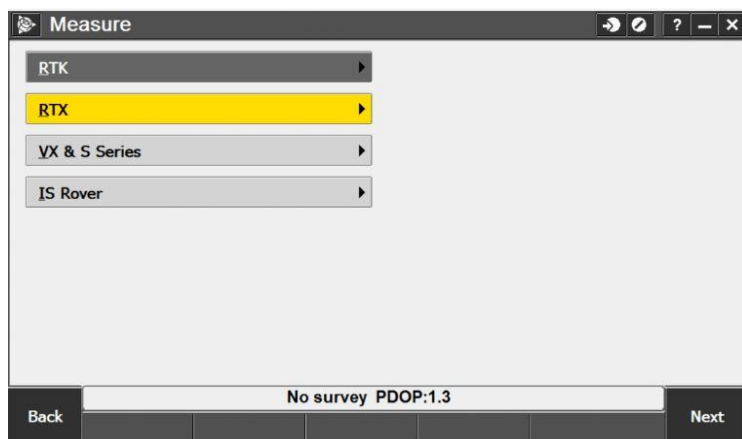 Measure
? – ×
RTK
RTX
VX & S Series
IS Rover
No survey PDOP:1.3
Back
Next